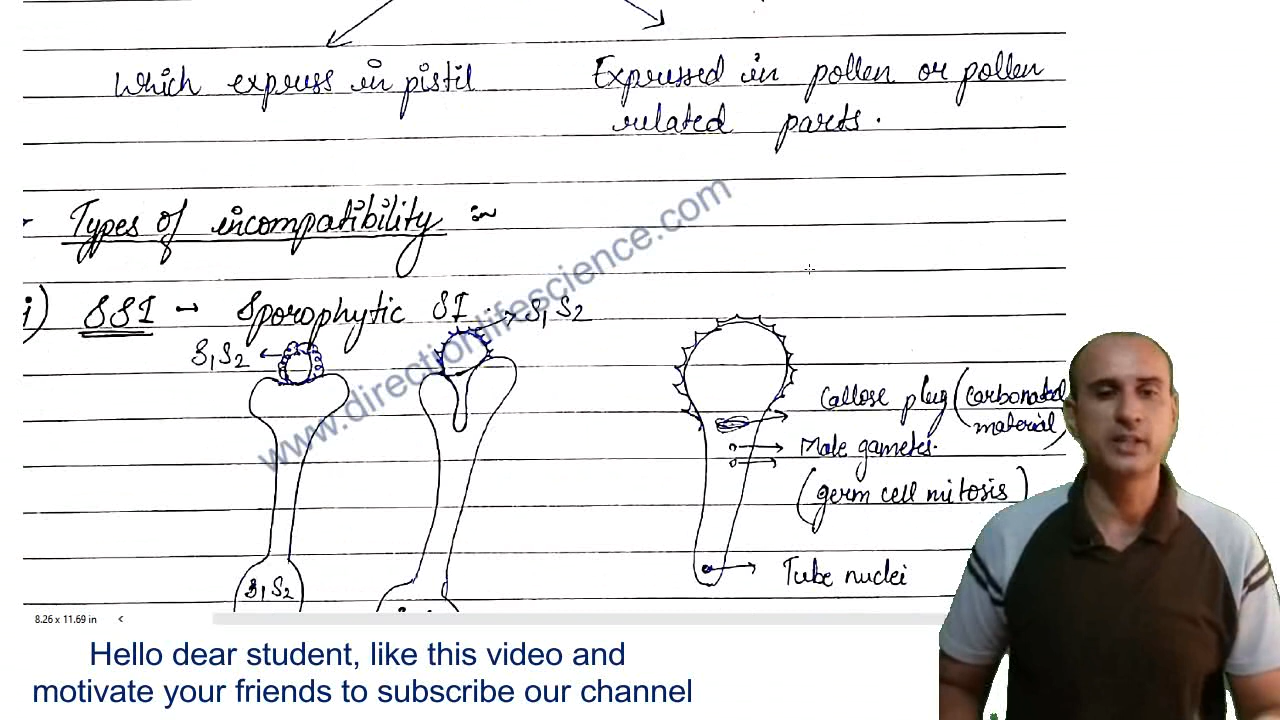 Which express in pistil
Expressed in pollen or pollen
related parts.
Types of incompatibility :~
i) SSI → Sporophytic SI
S₁S₂
S₁S₂
www.directionlifescience.com
Callose plug (carbonated
material)
Male gametes.
(germ cell mitosis)
Tube nuclei
S₁S₂
8.26 x 11.69 in
Hello dear student, like this video and
motivate your friends to subscribe our channel